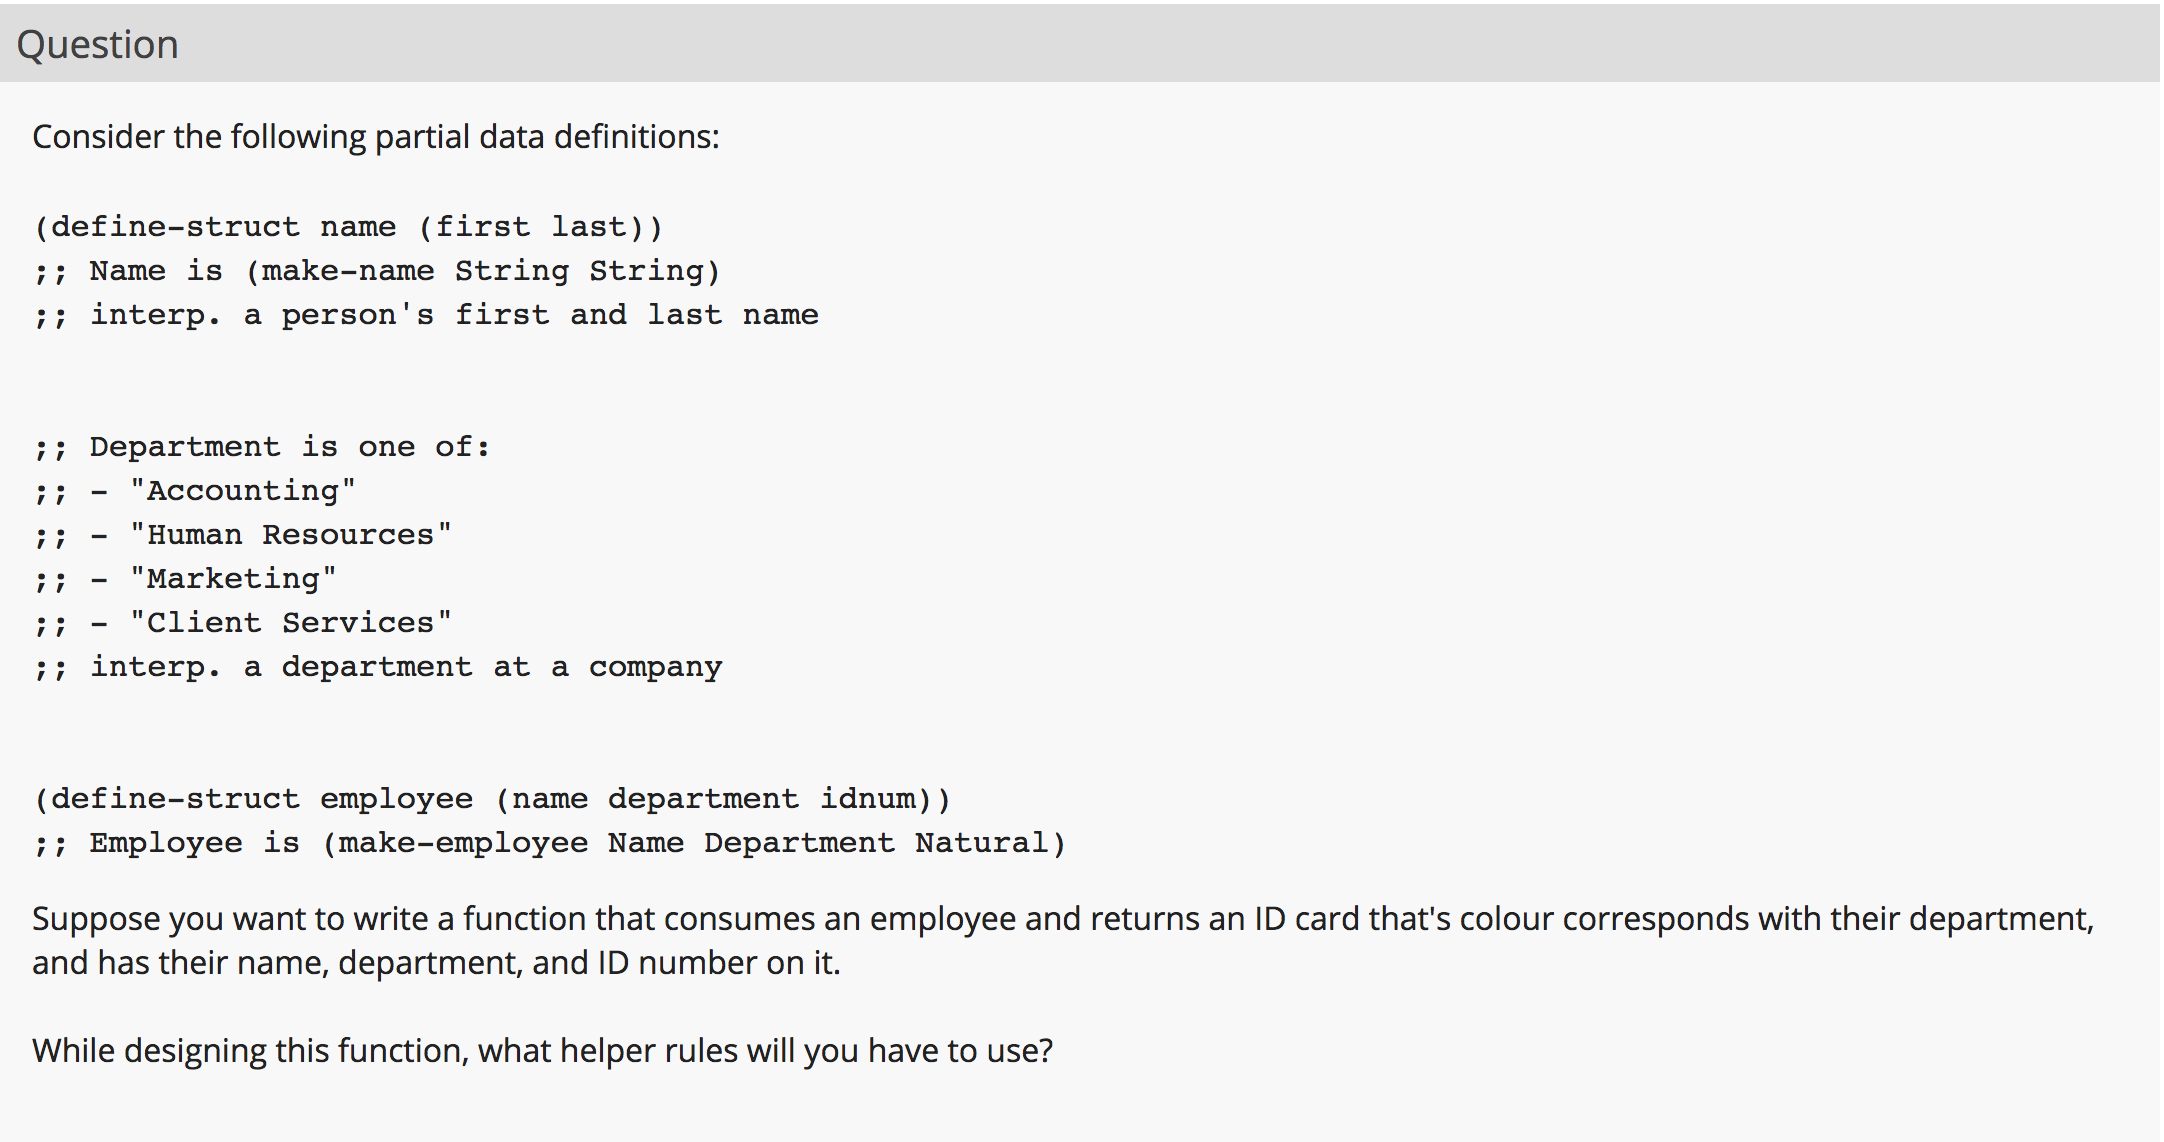 Question
Consider the following partial data definitions:
(define-struct name (first last))
;; Name is (make-name String String)
;; interp. a person's first and last name
;; Department is one of:
;; - "Accounting"
;; - "Human Resources"
;; - "Marketing"
;; - "Client Services"
;; interp. a department at a company
(define-struct employee (name department idnum))
;; Employee is (make-employee Name Department Natural)
Suppose you want to write a function that consumes an employee and returns an ID card that's colour corresponds with their department,
and has their name, department, and ID number on it.
While designing this function, what helper rules will you have to use?